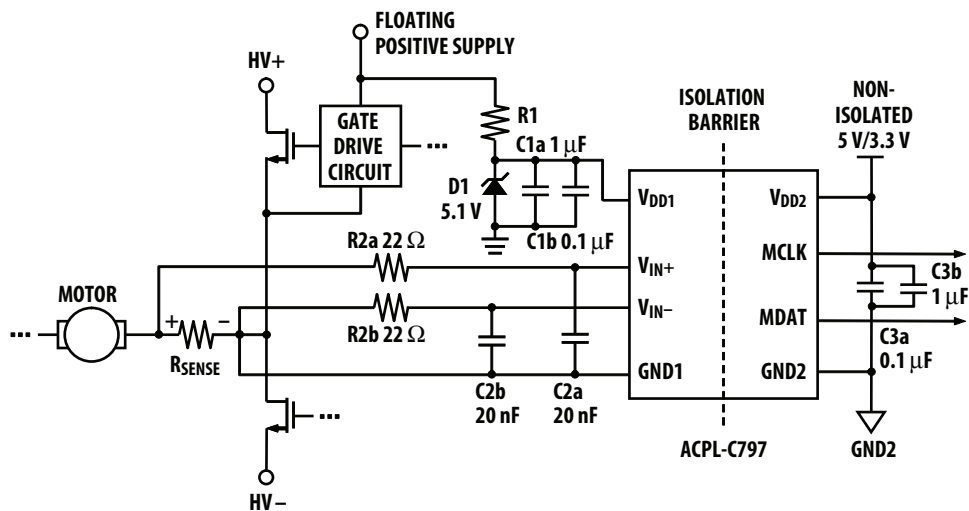 FLOATING
POSITIVE SUPPLY
HV+
GATE
DRIVE
CIRCUIT
R1
C1a 1 μF
D1
5.1 V
C1b 0.1 μF
ISOLATION
BARRIER
NON-
ISOLATED
5 V/3.3 V
VDD1
VDD2
R2a 22 Ω
VIN+
MCLK
C3b
1 μF
MOTOR
+ −
RSENSE
R2b 22 Ω
VIN−
MDAT
C3a
0.1 μF
C2b
20 nF
C2a
20 nF
GND1
GND2
ACPL-C797
GND2
HV−